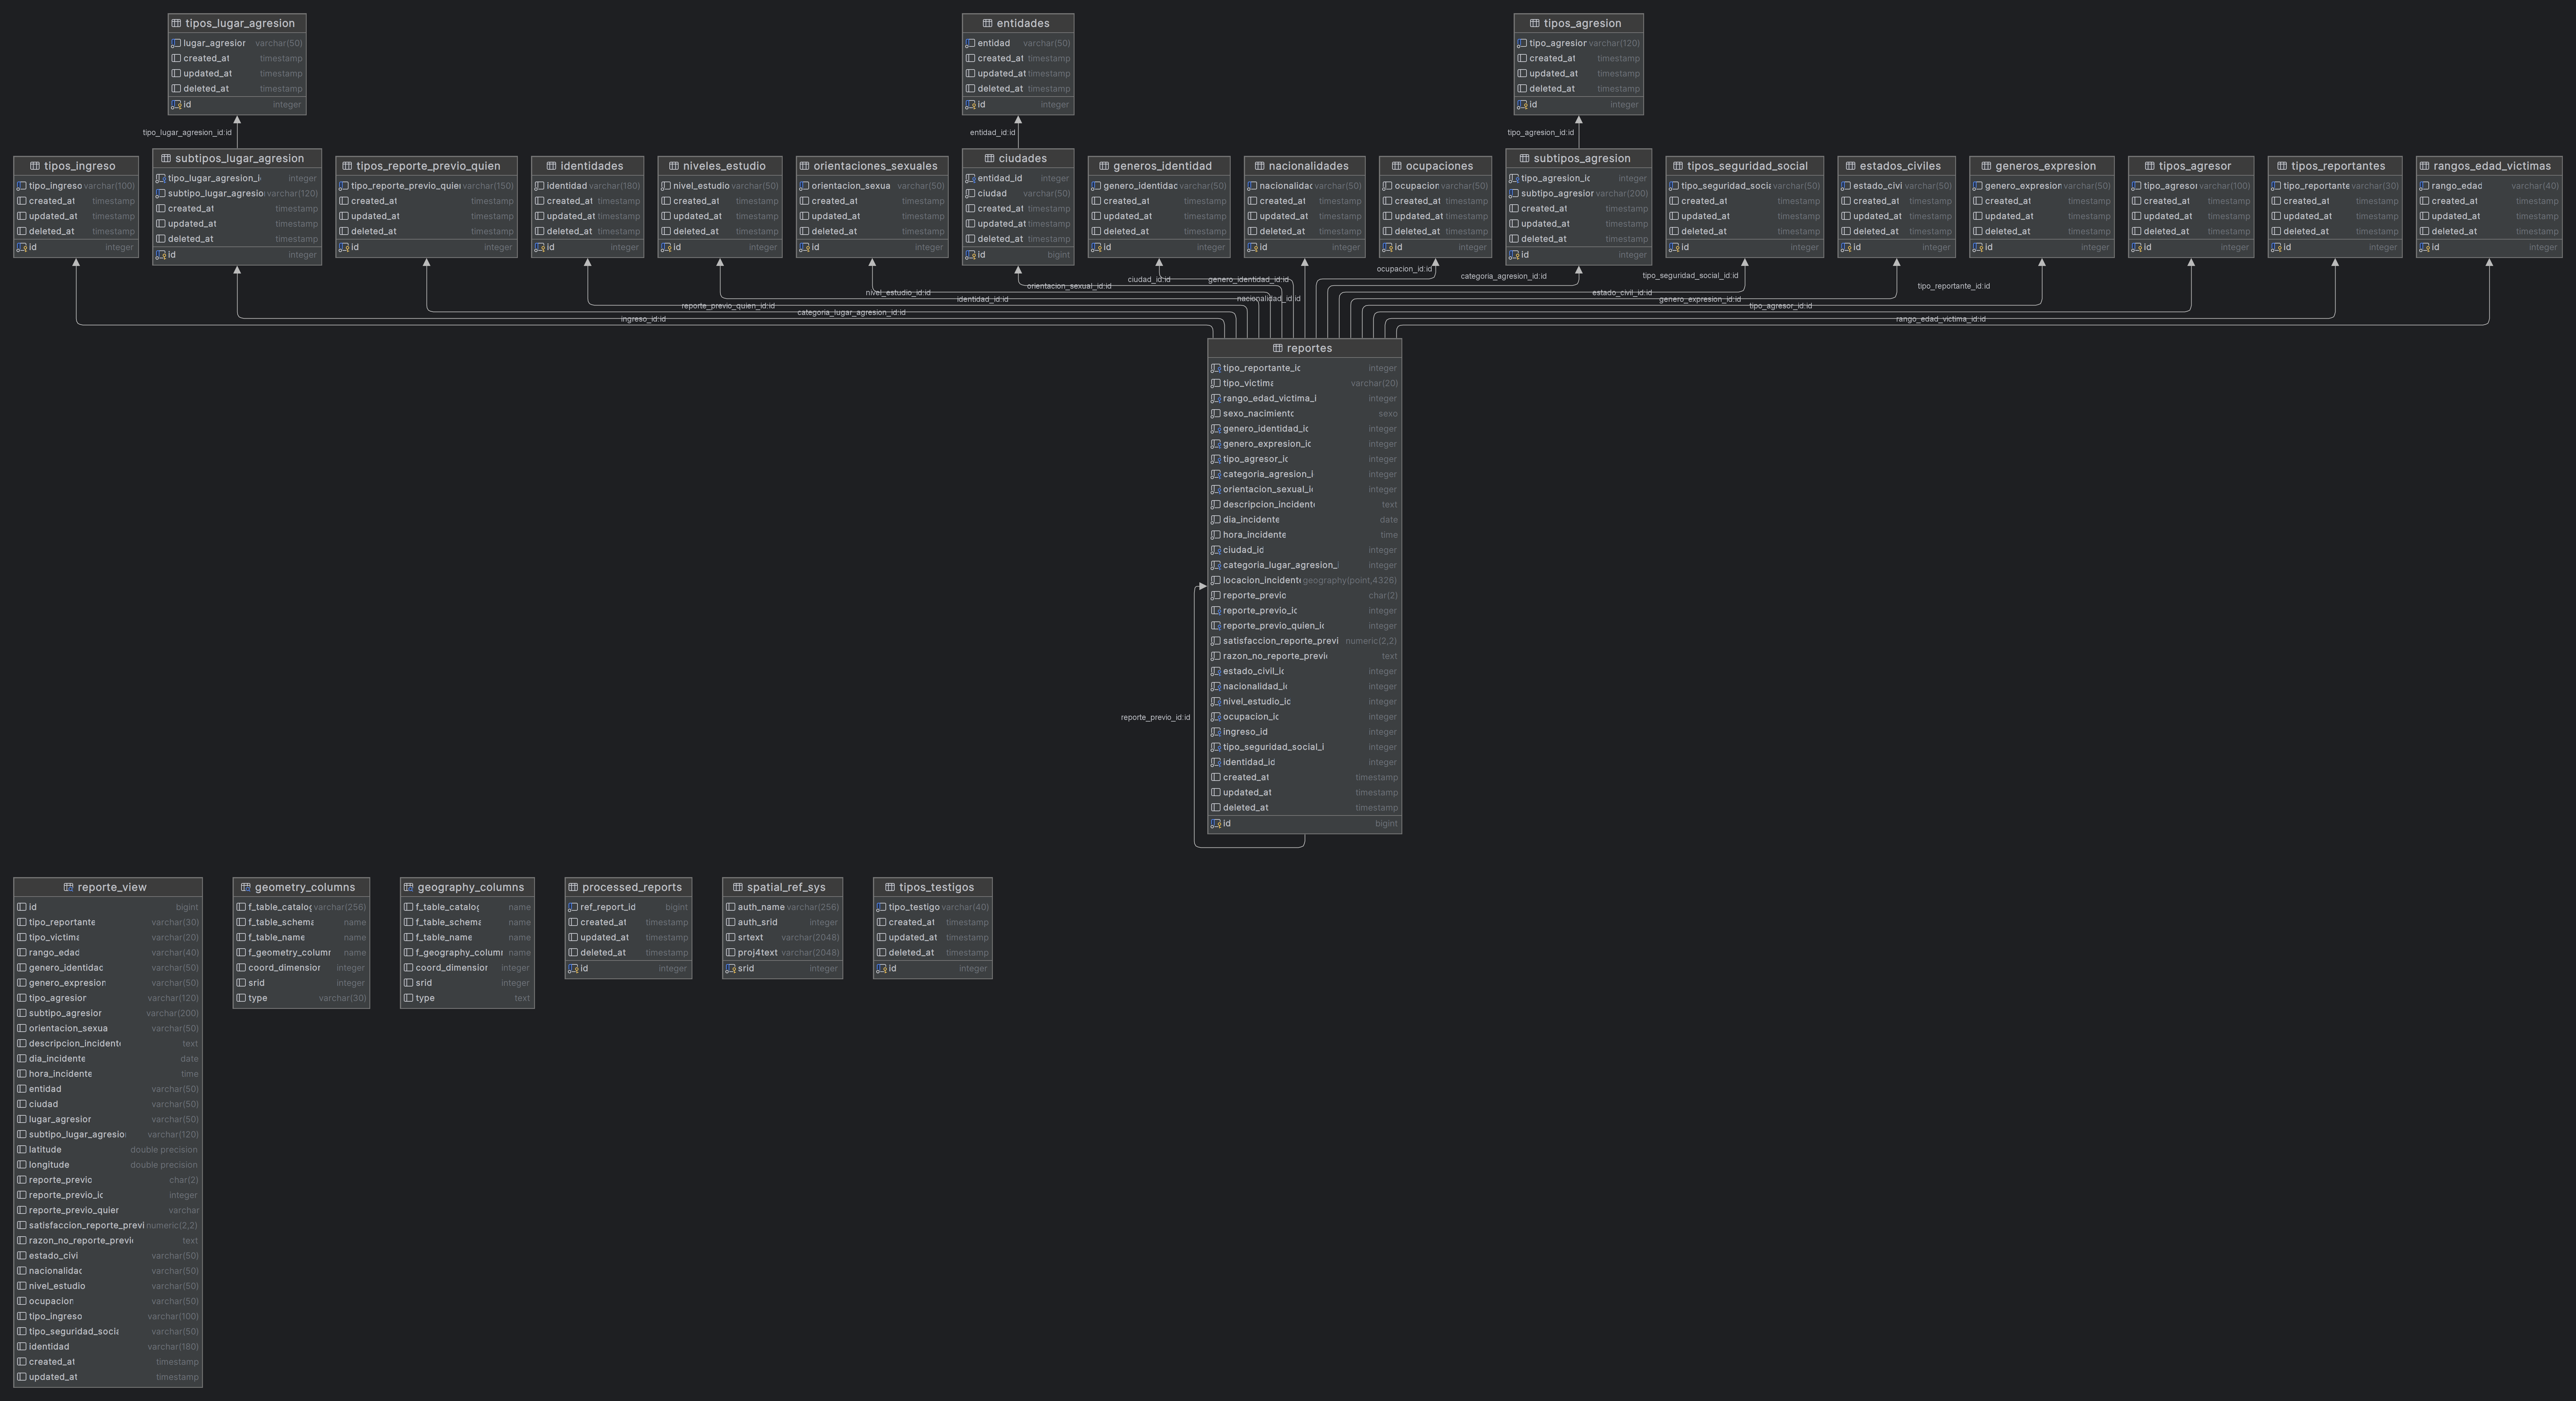 tipos_lugar_agresion
lugar_agresior varchar(50)
created_at timestamp
updated_at timestamp
deleted_at timestamp
id integer
entidades
entidad varchar(50)
created_at timestamp
updated_at timestamp
deleted_at timestamp
id integer
tipos_agresion
tipo_agresior varchar(120)
created_at timestamp
updated_at timestamp
deleted_at timestamp
id integer
tipo_lugar_agresion_id:id
entidad_id:id
tipo_agresion_id:id
tipos_ingreso
tipo_ingreso varchar(100)
created_at timestamp
updated_at timestamp
deleted_at timestamp
id integer
subtipos_lugar_agresion
tipo_lugar_agresion_i integer
subtipo_lugar_agresio varchar(120)
created_at timestamp
updated_at timestamp
deleted_at timestamp
id integer
tipos_reporte_previo_quien
tipo_reporte_previo_quier varchar(150)
created_at timestamp
updated_at timestamp
deleted_at timestamp
id integer
identidades
identidad varchar(180)
created_at timestamp
updated_at timestamp
deleted_at timestamp
id integer
niveles_estudio
nivel_estudio varchar(50)
created_at timestamp
updated_at timestamp
deleted_at timestamp
id integer
orientaciones_sexuales
orientacion_sexua varchar(50)
created_at timestamp
updated_at timestamp
deleted_at timestamp
id integer
ciudades
entidad_id integer
ciudad varchar(50)
created_at timestamp
updated_at timestamp
deleted_at timestamp
id bigint
generos_identidad
genero_identidac varchar(50)
created_at timestamp
updated_at timestamp
deleted_at timestamp
id integer
nacionalidades
nacionalidac varchar(50)
created_at timestamp
updated_at timestamp
deleted_at timestamp
id integer
ocupaciones
ocupacior varchar(50)
created_at timestamp
updated_at timestamp
deleted_at timestamp
id integer
subtipos_agresion
tipo_agresion_ic integer
subtipo_agresior varchar(200)
created_at timestamp
updated_at timestamp
deleted_at timestamp
id integer
tipos_seguridad_social
tipo_seguridad_socia varchar(50)
created_at timestamp
updated_at timestamp
deleted_at timestamp
id integer
estados_civiles
estado_civi varchar(50)
created_at timestamp
updated_at timestamp
deleted_at timestamp
id integer
generos_expresion
genero_expresior varchar(50)
created_at timestamp
updated_at timestamp
deleted_at timestamp
id integer
tipos_agresor
tipo_agresor varchar(100)
created_at timestamp
updated_at timestamp
deleted_at timestamp
id integer
tipos_reportantes
tipo_reportante varchar(30)
created_at timestamp
updated_at timestamp
deleted_at timestamp
id integer
rangos_edad_victimas
rango_edad varchar(40)
created_at timestamp
updated_at timestamp
deleted_at timestamp
id integer
ocupacion_id:id
categoria_agresion_id:id
tipo_seguridad_social_id:id
ciudad_id:id
genero_identidad_id:id
orientacion_sexual_id:id
tipo_reportante_id:id
nivel_estudio_id:id
estado_civil_id:id
identidad_id:id
nacionalidad_id:id
genero_expresion_id:id
reporte_previo_quien_id:id
tipo_agresor_id:id
categoria_lugar_agresion_id:id
ingreso_id:id
rango_edad_victima_id:id
reportes
tipo_reportante_ic integer
tipo_victima varchar(20)
rango_edad_victima_i integer
sexo_nacimiento sexo
genero_identidad_ic integer
genero_expresion_ic integer
tipo_agresor_ic integer
categoria_agresion_i integer
orientacion_sexual_ic integer
descripcion_incident text
dia_incidente date
hora_incidente time
ciudad_id integer
categoria_lugar_agresion_ integer
locacion_incident geography(point,4326)
reporte_previc char(2)
reporte_previo_ic integer
reporte_previo_quien_ic integer
satisfaccion_reporte_previ numeric(2,2)
razon_no_reporte_previ text
estado_civil_ic integer
nacionalidad_ic integer
nivel_estudio_ic integer
ocupacion_ic integer
ingreso_id integer
tipo_seguridad_social_i integer
identidad_ic integer
created_at timestamp
updated_at timestamp
deleted_at timestamp
id bigint
reporte_previo_id:id
reporte_view
id bigint
tipo_reportante varchar(30)
tipo_victima varchar(20)
rango_edad varchar(40)
genero_identidac varchar(50)
genero_expresior varchar(50)
tipo_agresior varchar(120)
subtipo_agresior varchar(200)
orientacion_sexua varchar(50)
descripcion_incident text
dia_incidente date
hora_incidente time
entidad varchar(50)
ciudad varchar(50)
lugar_agresior varchar(50)
subtipo_lugar_agresio varchar(120)
latitude double precision
longitude double precision
reporte_previc char(2)
reporte_previo_ic integer
reporte_previo_quier varchar
satisfaccion_reporte_previ numeric(2,2)
razon_no_reporte_previ text
estado_civi varchar(50)
nacionalidac varchar(50)
nivel_estudio varchar(50)
ocupacior varchar(50)
tipo_ingreso varchar(100)
tipo_seguridad_socia varchar(50)
identidad varchar(180)
created_at timestamp
updated_at timestamp
geometry_columns
f_table_catalog varchar(256)
f_table_schema name
f_table_name name
f_geometry_columr name
coord_dimensior integer
srid integer
type varchar(30)
geography_columns
f_table_catalog name
f_table_schema name
f_table_name name
f_geography_columr name
coord_dimensior integer
srid integer
type text
processed_reports
ref_report_id bigint
created_at timestamp
updated_at timestamp
deleted_at timestamp
id integer
spatial_ref_sys
auth_name varchar(256)
auth_srid integer
srtext varchar(2048)
proj4text varchar(2048)
srid integer
tipos_testigos
tipo_testigo varchar(40)
created_at timestamp
updated_at timestamp
deleted_at timestamp
id integer